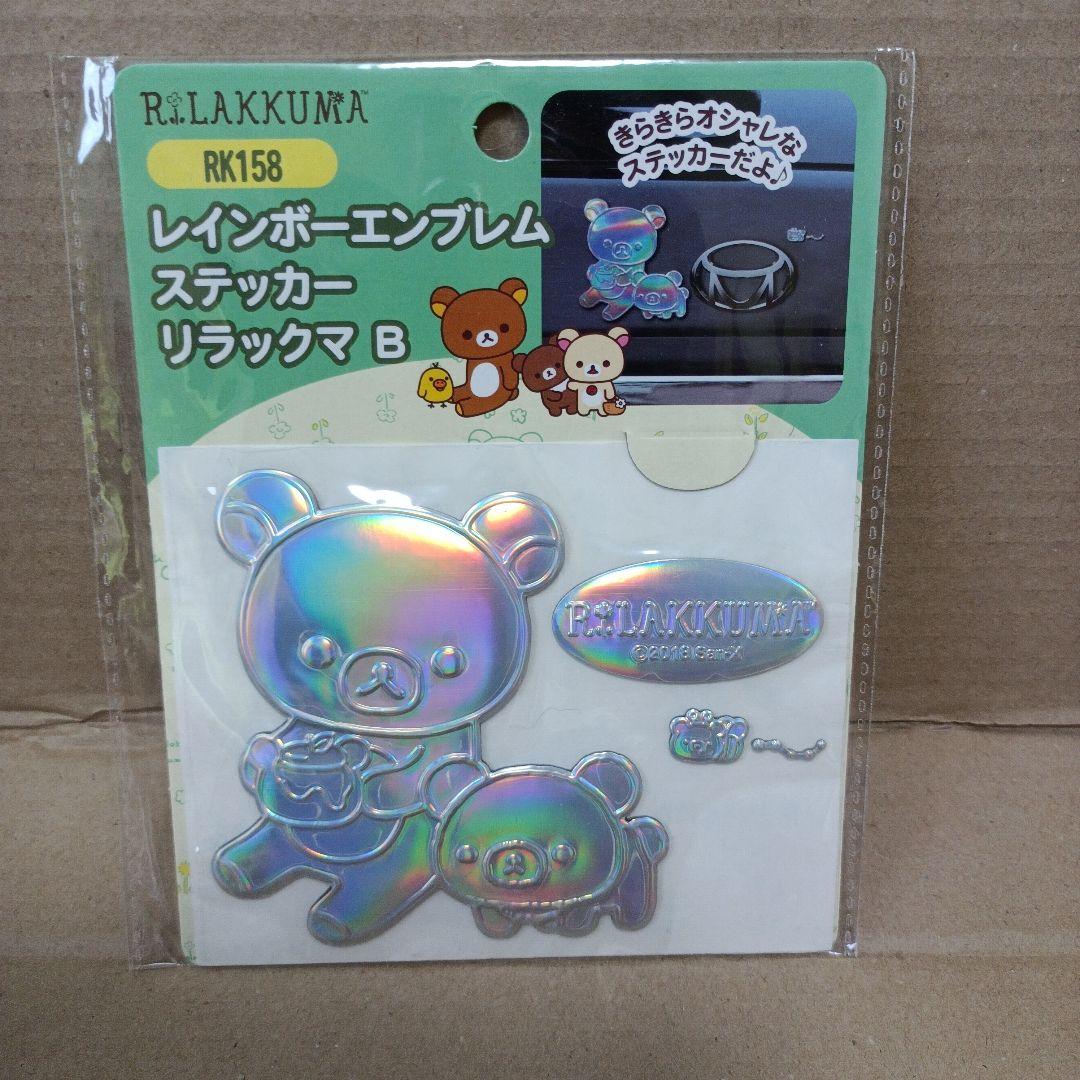 RiLAKKUMA™
RK158
レインボーエンブレム
ステッカー
リラックマ B
きらきらオシャレな
ステッカーだよ♪
RiLAKKUMA
©2018 San-X